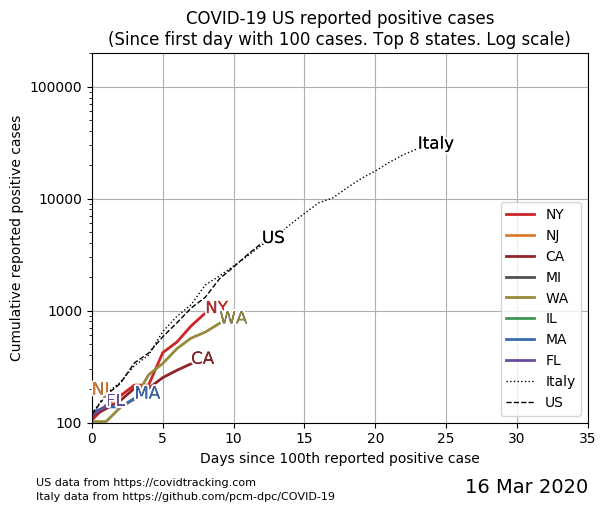 COVID-19 US reported positive cases
(Since first day with 100 cases. Top 8 states. Log scale)
Cumulative reported positive cases
100000
10000
1000
100
Italy
US
NY
WA
CA
NJ
FL
MA
NY
NJ
CA
MI
WA
IL
MA
FL
Italy
US
0 5 10 15 20 25 30 35
Days since 100th reported positive case
US data from https://covidtracking.com
Italy data from https://github.com/pcm-dpc/COVID-19
16 Mar 2020